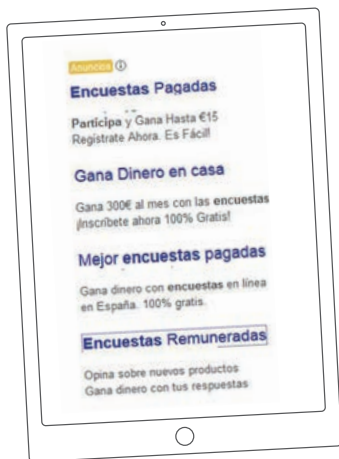 Anuncios
Encuestas Pagadas
Participa y Gana Hasta €15
Regístrate Ahora. Es Fácil!
Gana Dinero en casa
Gana 300€ al mes con las encuestas
¡Inscríbete ahora 100% Gratis!
Mejor encuestas pagadas
Gana dinero con encuestas en línea
en España. 100% gratis.
Encuestas Remuneradas
Opina sobre nuevos productos
Gana dinero con tus respuestas